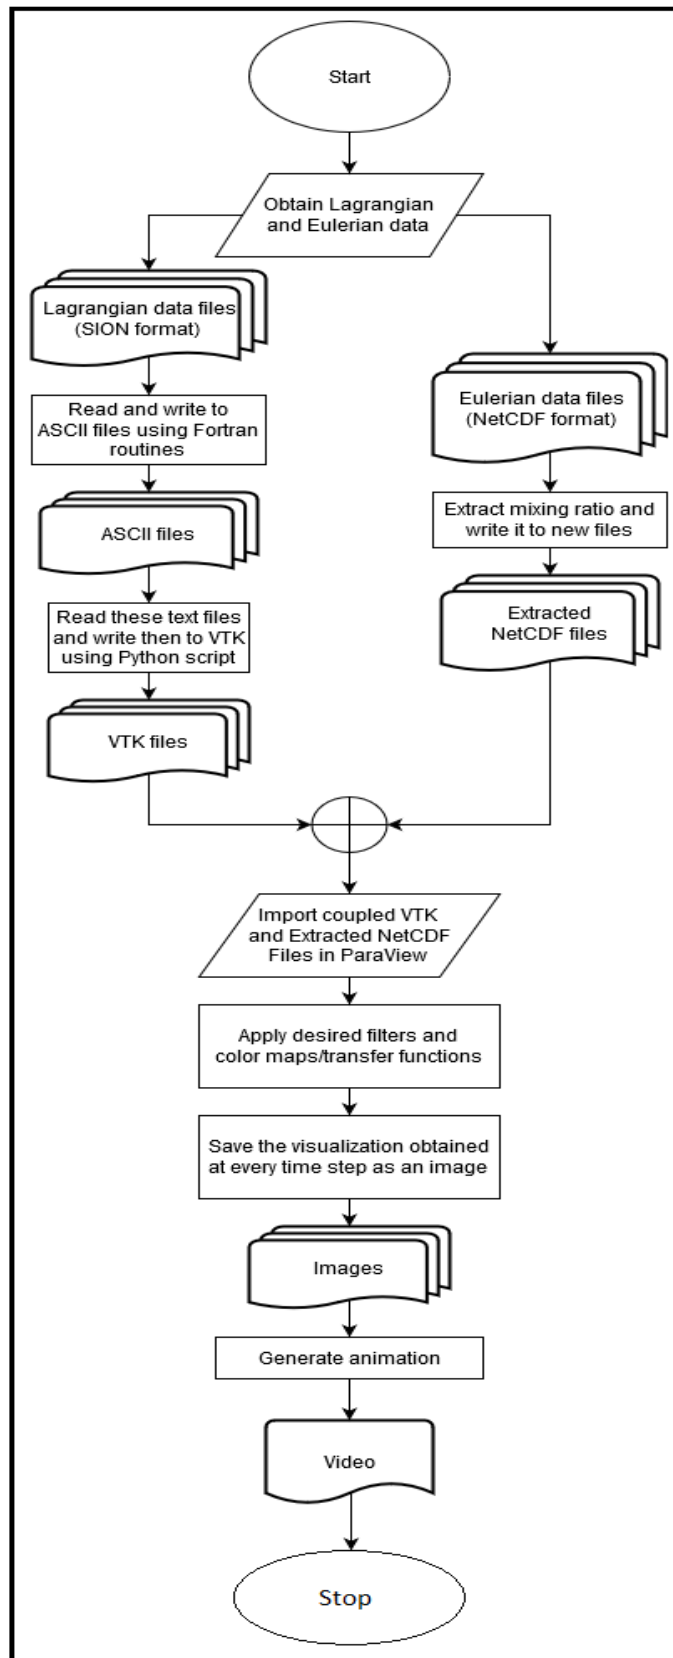 Start
Obtain Lagrangian
and Eulerian data
Lagrangian data files
(SION format)
Read and write to
ASCII files using Fortran
routines
ASCII files
Read these text files
and write then to VTK
using Python script
VTK files
Eulerian data files
(NetCDF format)
Extract mixing ratio and
write it to new files
Extracted
NetCDF files
Import coupled VTK
and Extracted NetCDF
Files in ParaView
Apply desired filters and
color maps/transfer functions
Save the visualization obtained
at every time step as an image
Images
Generate animation
Video
Stop